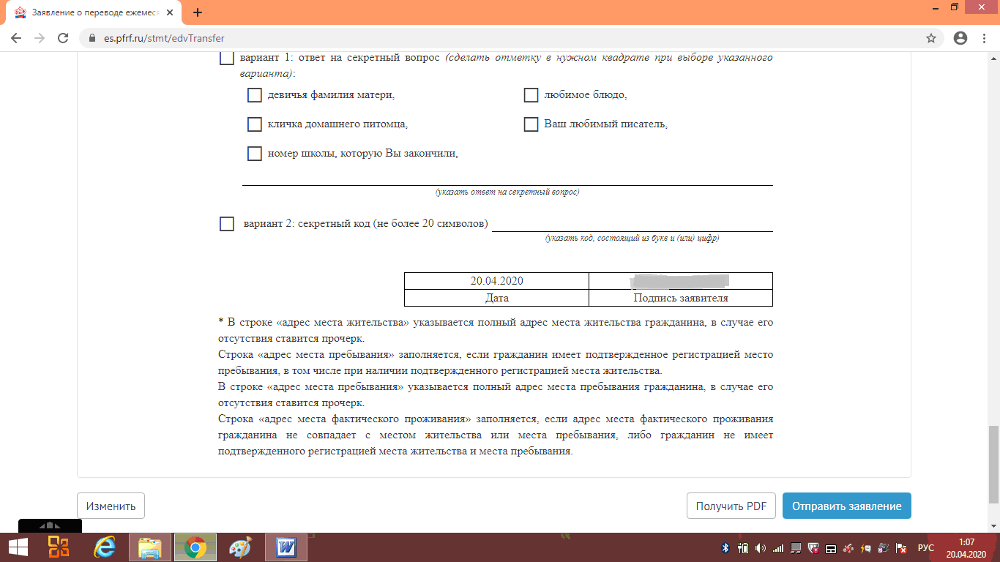 Заявление о переводе ежемеся
es.pfrf.ru/stmt/edvTransfer
вариант 1: ответ на секретный вопрос (сделать отметку в нужном квадрате при выборе указанного
варианта):
девичья фамилия матери,
любимое блюдо,
кличка домашнего питомца,
Ваш любимый писатель,
номер школы, которую Вы закончили,
(указать ответ на секретный вопрос)
вариант 2: секретный код (не более 20 символов)
(указать код, состоящий из букв и (или) цифр)
20.04.2020
Дата
Подпись заявителя
* В строке «адрес места жительства» указывается полный адрес места жительства гражданина, в случае его
отсутствия ставится прочерк.
Строка «адрес места пребывания» заполняется, если гражданин имеет подтвержденное регистрацией место
пребывания, в том числе при наличии подтвержденного регистрацией места жительства.
В строке «адрес места пребывания» указывается полный адрес места пребывания гражданина, в случае его
отсутствия ставится прочерк.
Строка «адрес места фактического проживания» заполняется, если адрес места фактического проживания
гражданина не совпадает с местом жительства или места пребывания, либо гражданин не имеет
подтвержденного регистрацией места жительства и места пребывания.
Изменить
Получить PDF
Отправить заявление
РУС
1:07
20.04.2020